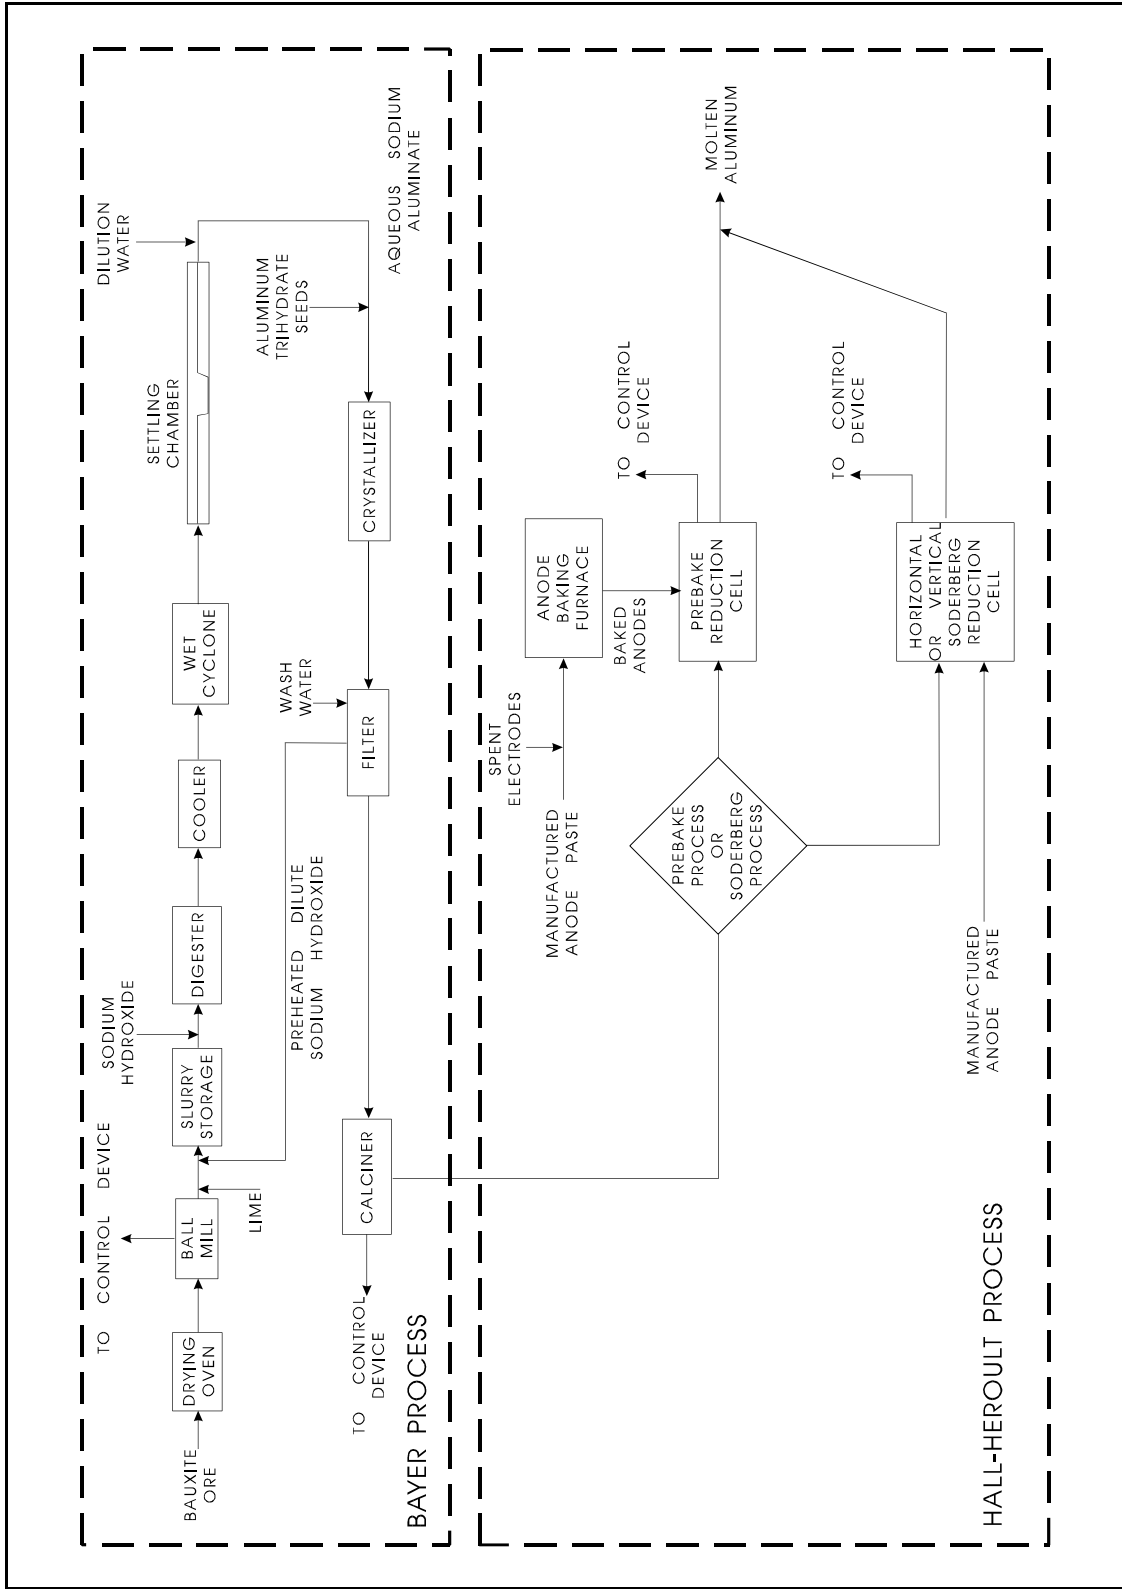 DILUTION
WATER
SETTLING
CHAMBER
WET
CYCLONE
COOLER
DIGESTER
SODIUM
HYDROXIDE
SLURRY
STORAGE
TO CONTROL DEVICE
BALL
MILL
LIME
DRYING
OVEN
BAUXITE
ORE
AQUEOUS SODIUM
ALUMINATE
ALUMINUM
TRIHYDRATE
SEEDS
CRYSTALLIZER
WASH
WATER
FILTER
PREHEATED DILUTE
SODIUM HYDROXIDE
CALCINER
TO CONTROL
DEVICE
BAYER PROCESS
MOLTEN
ALUMINUM
TO CONTROL
DEVICE
TO CONTROL
DEVICE
ANODE
BAKING
FURNACE
BAKED
ANODES
PREBAKE
REDUCTION
CELL
HORIZONTAL
OR VERTICAL
SODERBERG
REDUCTION
CELL
SPENT
ELECTRODES
MANUFACTURED
ANODE PASTE
PREBAKE
PROCESS
OR
SODERBERG
PROCESS
MANUFACTURED
ANODE PASTE
HALL-HEROULT PROCESS